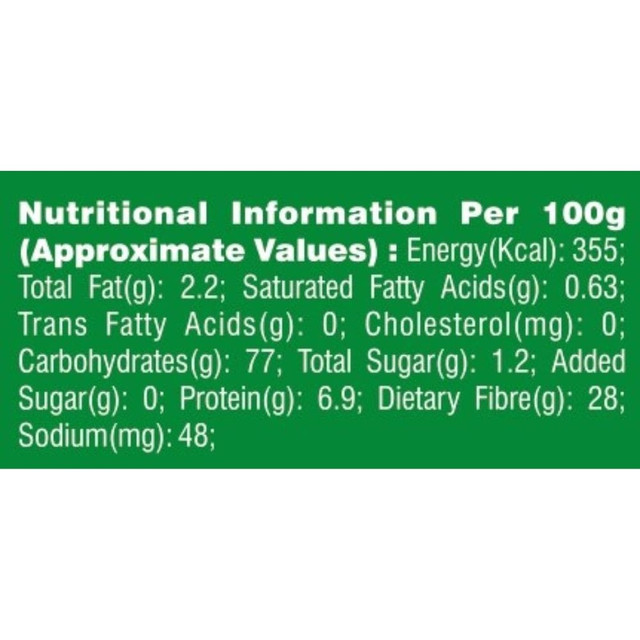 Nutritional Information Per 100g
(Approximate Values) : Energy(Kcal): 355;
Total Fat(g): 2.2; Saturated Fatty Acids(g): 0.63;
Trans Fatty Acids(g): 0; Cholesterol(mg): 0;
Carbohydrates(g): 77; Total Sugar(g): 1.2; Added
Sugar(g): 0; Protein(g): 6.9; Dietary Fibre(g): 28;
Sodium(mg): 48;